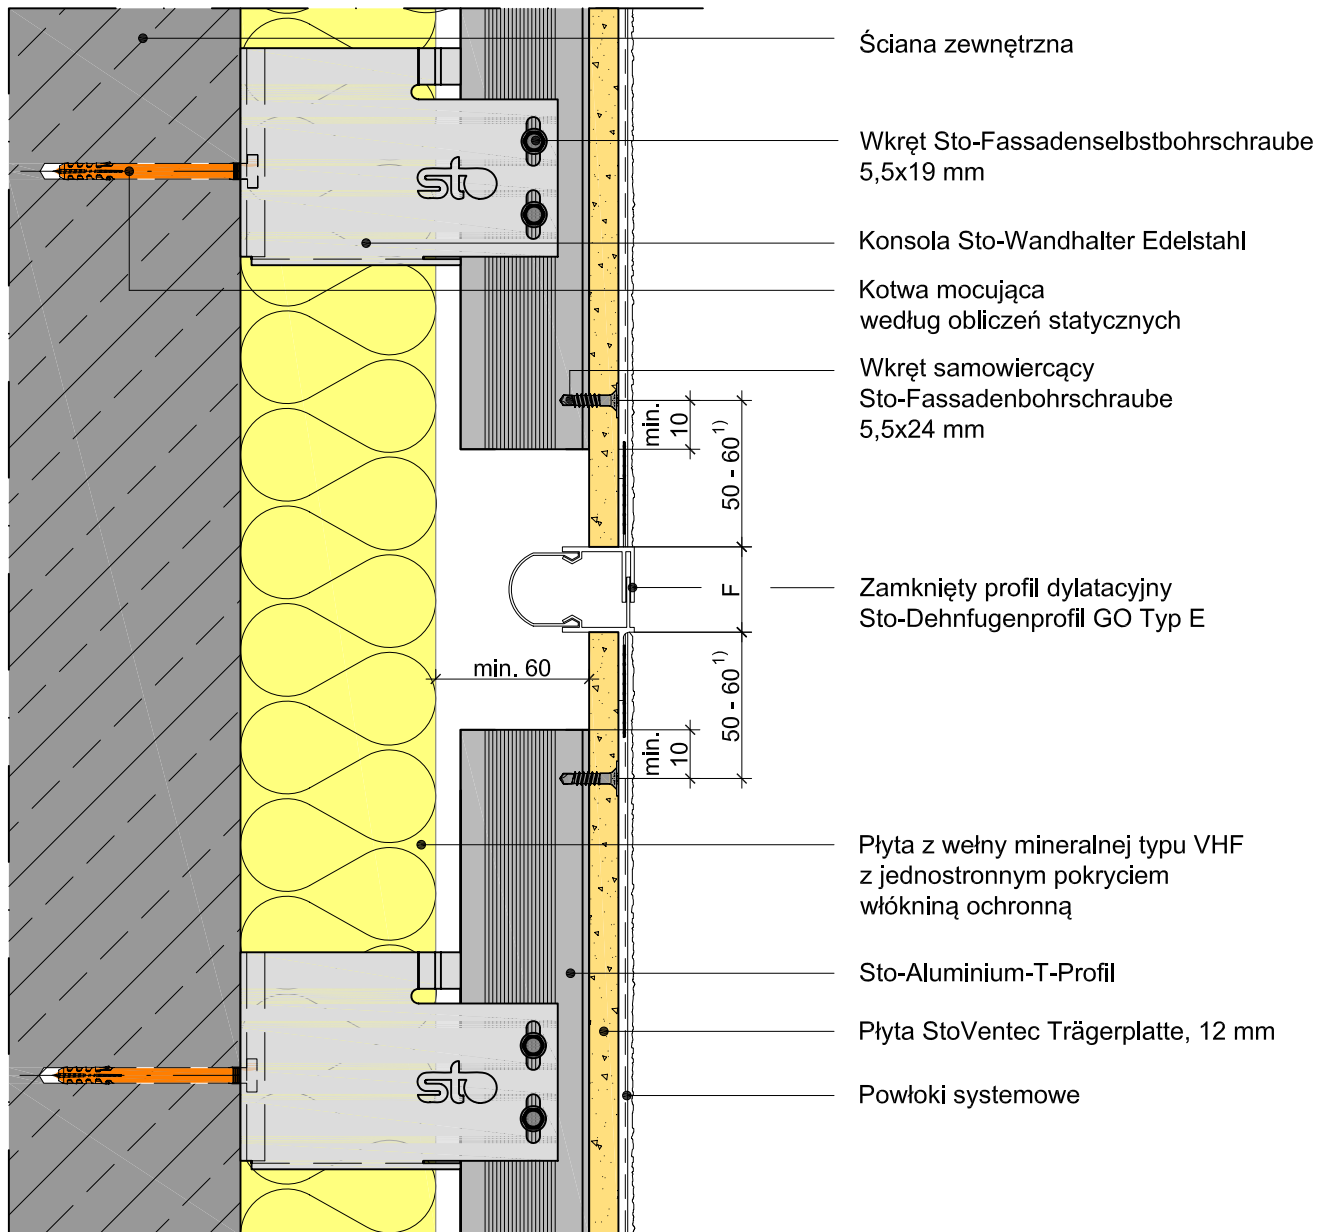 Ściana zewnętrzna
Wkręt Sto-Fassadenselbstbohrschraube
5,5x19 mm
sto
Konsola Sto-Wandhalter Edelstahl
Kotwa mocująca
według obliczeń statycznych
Wkręt samowiercący
Sto-Fassadenbohrschraube
5,5x24 mm
min.
10
50 - 60 1)
F
Zamknięty profil dylatacyjny
Sto-Dehnfugenprofil GO Typ E
min. 60
50 - 60 1)
min.
10
Płyta z wełny mineralnej typu VHF
z jednostronnym pokryciem
włókniną ochronną
Sto-Aluminium-T-Profil
Płyta StoVentec Trägerplatte, 12 mm
sto
Powłoki systemowe